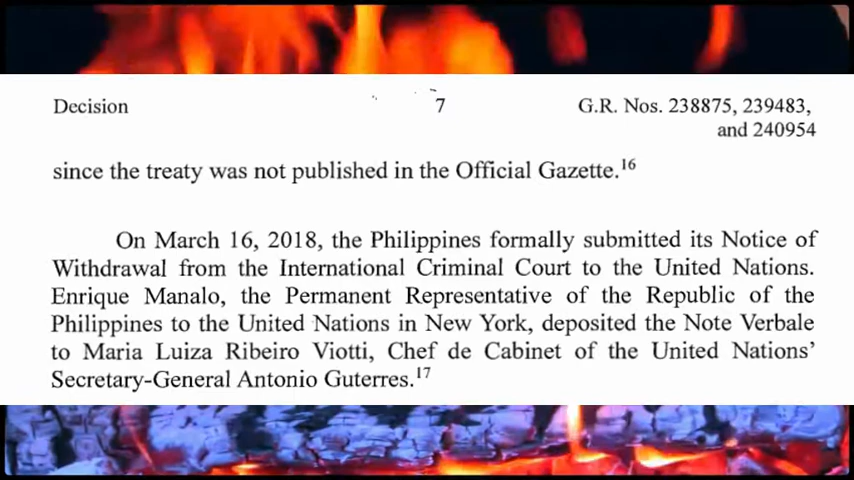 Decision 7 G.R. Nos. 238875, 239483,
and 240954
since the treaty was not published in the Official Gazette.16
On March 16, 2018, the Philippines formally submitted its Notice of
Withdrawal from the International Criminal Court to the United Nations.
Enrique Manalo, the Permanent Representative of the Republic of the
Philippines to the United Nations in New York, deposited the Note Verbale
to Maria Luiza Ribeiro Viotti, Chef de Cabinet of the United Nations’
Secretary-General Antonio Guterres.17